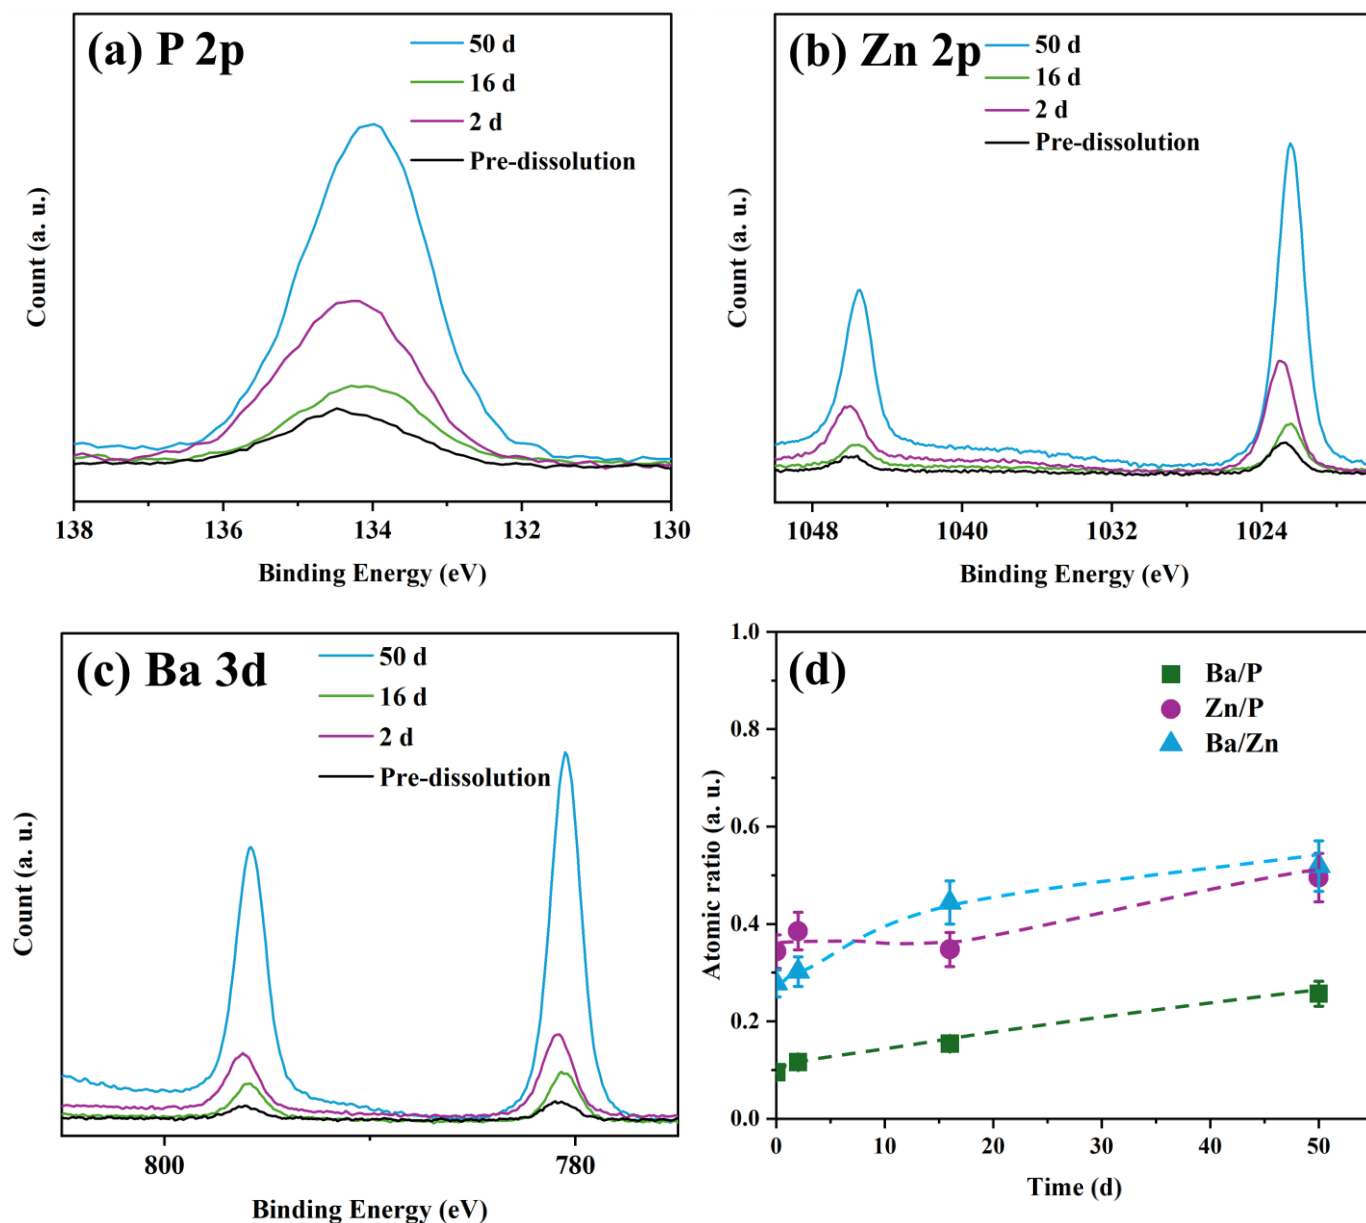 (a) P 2p
50 d
16 d
2 d
Pre-dissolution
Count (a. u.)
138 136 134 132 130
Binding Energy (eV)
(b) Zn 2p
50 d
16 d
2 d
Pre-dissolution
Count (a. u.)
1048 1040 1032 1024
Binding Energy (eV)
(c) Ba 3d
50 d
16 d
2 d
Pre-dissolution
Count (a. u.)
800 780
Binding Energy (eV)
(d)
Ba/P
Zn/P
Ba/Zn
Atomic ratio (a. u.)
1.0
0.8
0.6
0.4
0.2
0.0
0 10 20 30 40 50
Time (d)